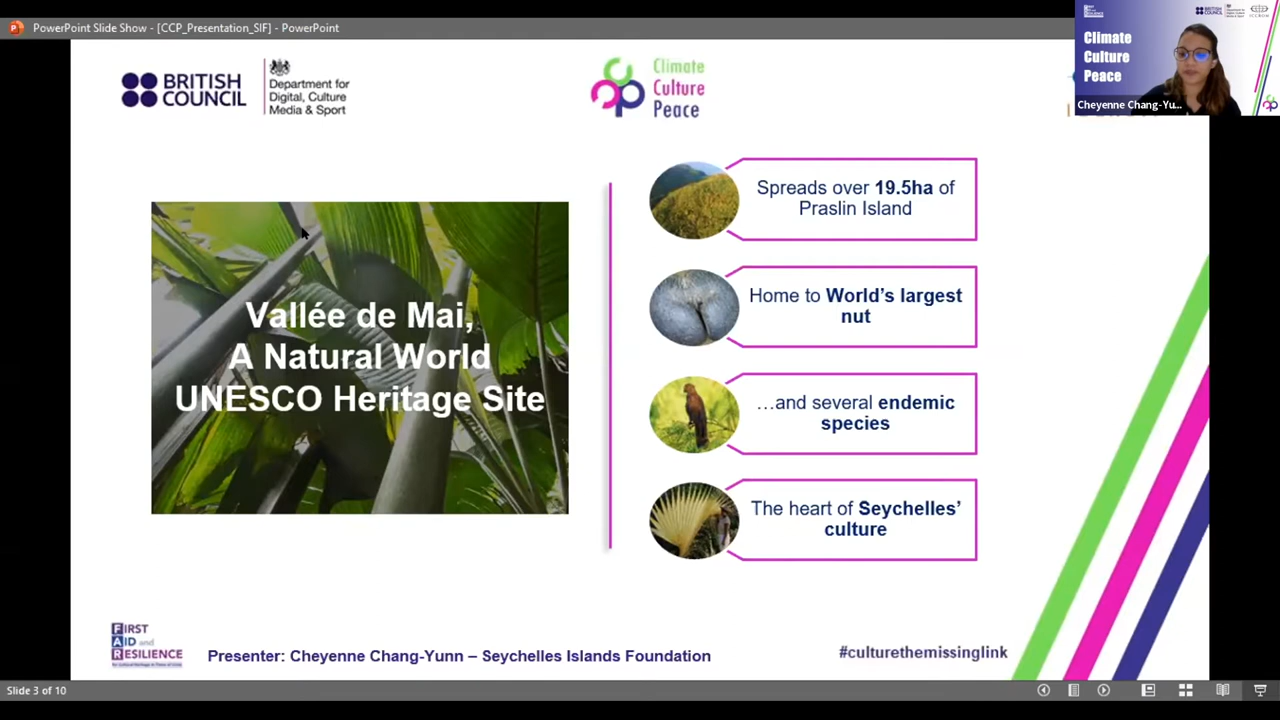 PowerPoint Slide Show - [CCP_Presentation_SIF] - PowerPoint
BRITISH
COUNCIL
Department for
Digital, Culture
Media & Sport
Climate
Culture
Peace
BRITISH
COUNCIL
ICCROM
Climate
Culture
Peace
Cheyenne Chang-Yu...
Vallée de Mai,
A Natural World
UNESCO Heritage Site
Spreads over 19.5ha of
Praslin Island
Home to World's largest
nut
...and several endemic
species
The heart of Seychelles'
culture
FIRST
AID and
RESILIENCE
Presenter: Cheyenne Chang-Yunn – Seychelles Islands Foundation
#culturethemissinglink
Slide 3 of 10